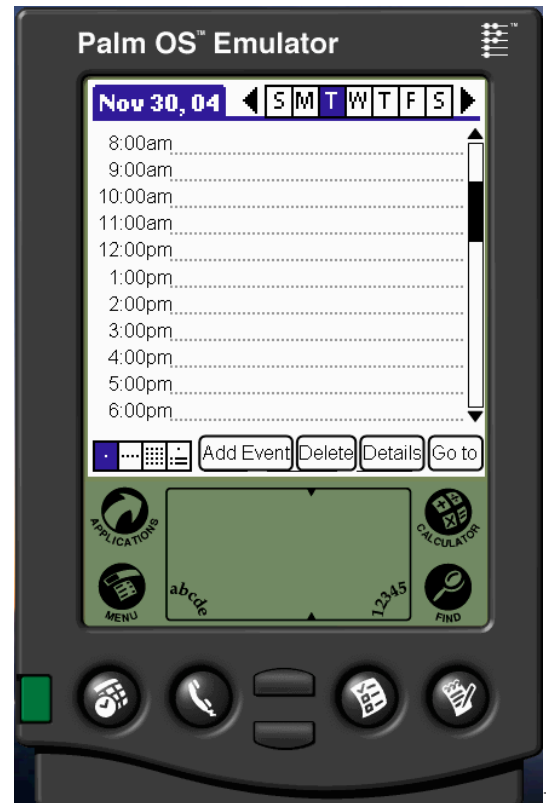 Palm OS™ Emulator ™
Nov 30, 04 S M T W T F S
8:00am
9:00am
10:00am
11:00am
12:00pm
1:00pm
2:00pm
3:00pm
4:00pm
5:00pm
6:00pm
Add Event Delete Details Go to
APPLICATIONS
CALCULATOR
MENU
abcde
12345
FIND